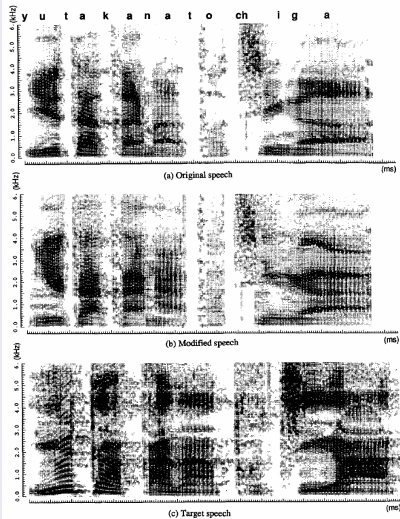 y u t a k a n a t o ch i g a
6. (kHz)
5.0
4.0
3.0
2.0
1.0
0.0
(ms)
(a) Original speech
6. (kHz)
5.0
4.0
3.0
2.0
1.0
0.0
(ms)
(b) Modified speech
6. (kHz)
5.0
4.0
3.0
2.0
1.0
0.0
(ms)
(c) Target speech